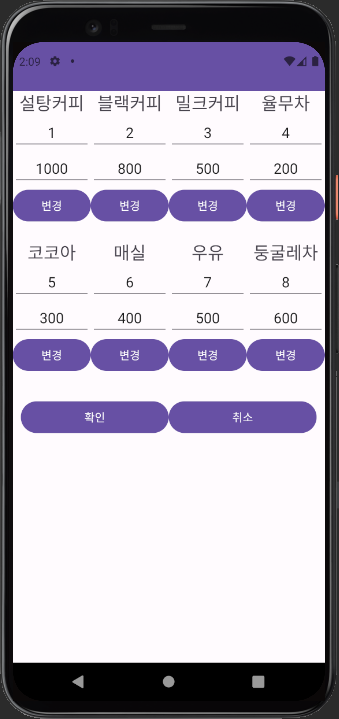 2:09
설탕커피 블랙커피 밀크커피 율무차
1 2 3 4
1000 800 500 200
변경 변경 변경 변경
코코아 매실 우유 둥굴레차
5 6 7 8
300 400 500 600
변경 변경 변경 변경
확인 취소